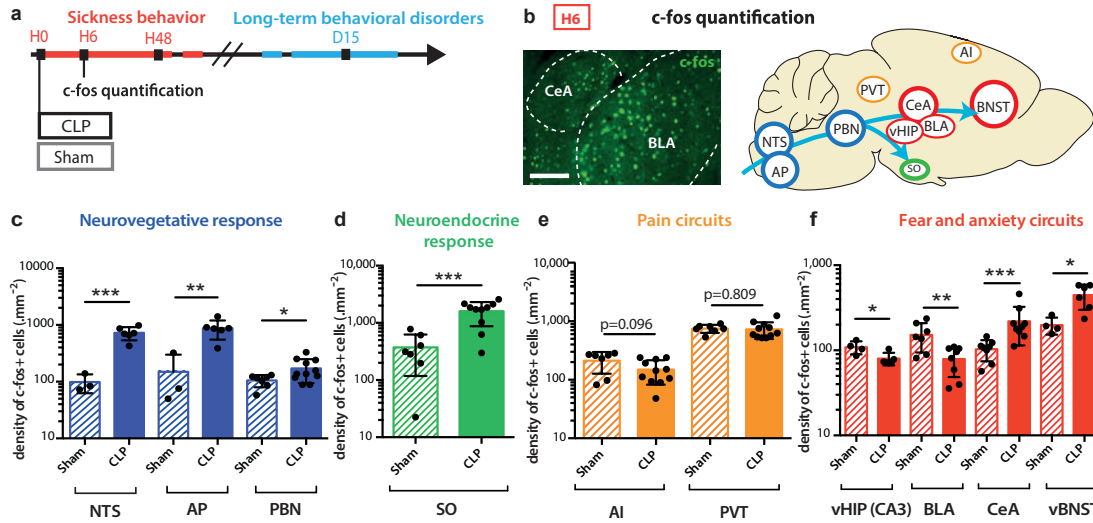 a
Sickness behavior
Long-term behavioral disorders
H0
H6
H48
D15
c-fos quantification
CLP
Sham
b
H6
c-fos quantification
c-fos
CeA
BLA
AI
PVT
CeA
BNST
PBN
vHIP
BLA
NTS
SO
AP
c
Neurovegetative response
density of c-fos+ cells (.mm−2)
10000
1000
100
10
***
**
*
Sham
CLP
Sham
CLP
Sham
CLP
NTS
AP
PBN
d
Neuroendocrine
response
density of c-fos+ cells (.mm−2)
10,000
1,000
100
10
***
Sham
CLP
SO
e
Pain circuits
density of c-fos+ cells (.mm−2)
10,000
1,000
100
10
p=0.096
p=0.809
Sham
CLP
Sham
CLP
AI
PVT
f
Fear and anxiety circuits
density of c-fos+ cells (.mm−2)
1,000
100
10
*
**
***
*
Sham
CLP
Sham
CLP
Sham
CLP
Sham
CLP
vHIP (CA3)
BLA
CeA
vBNST